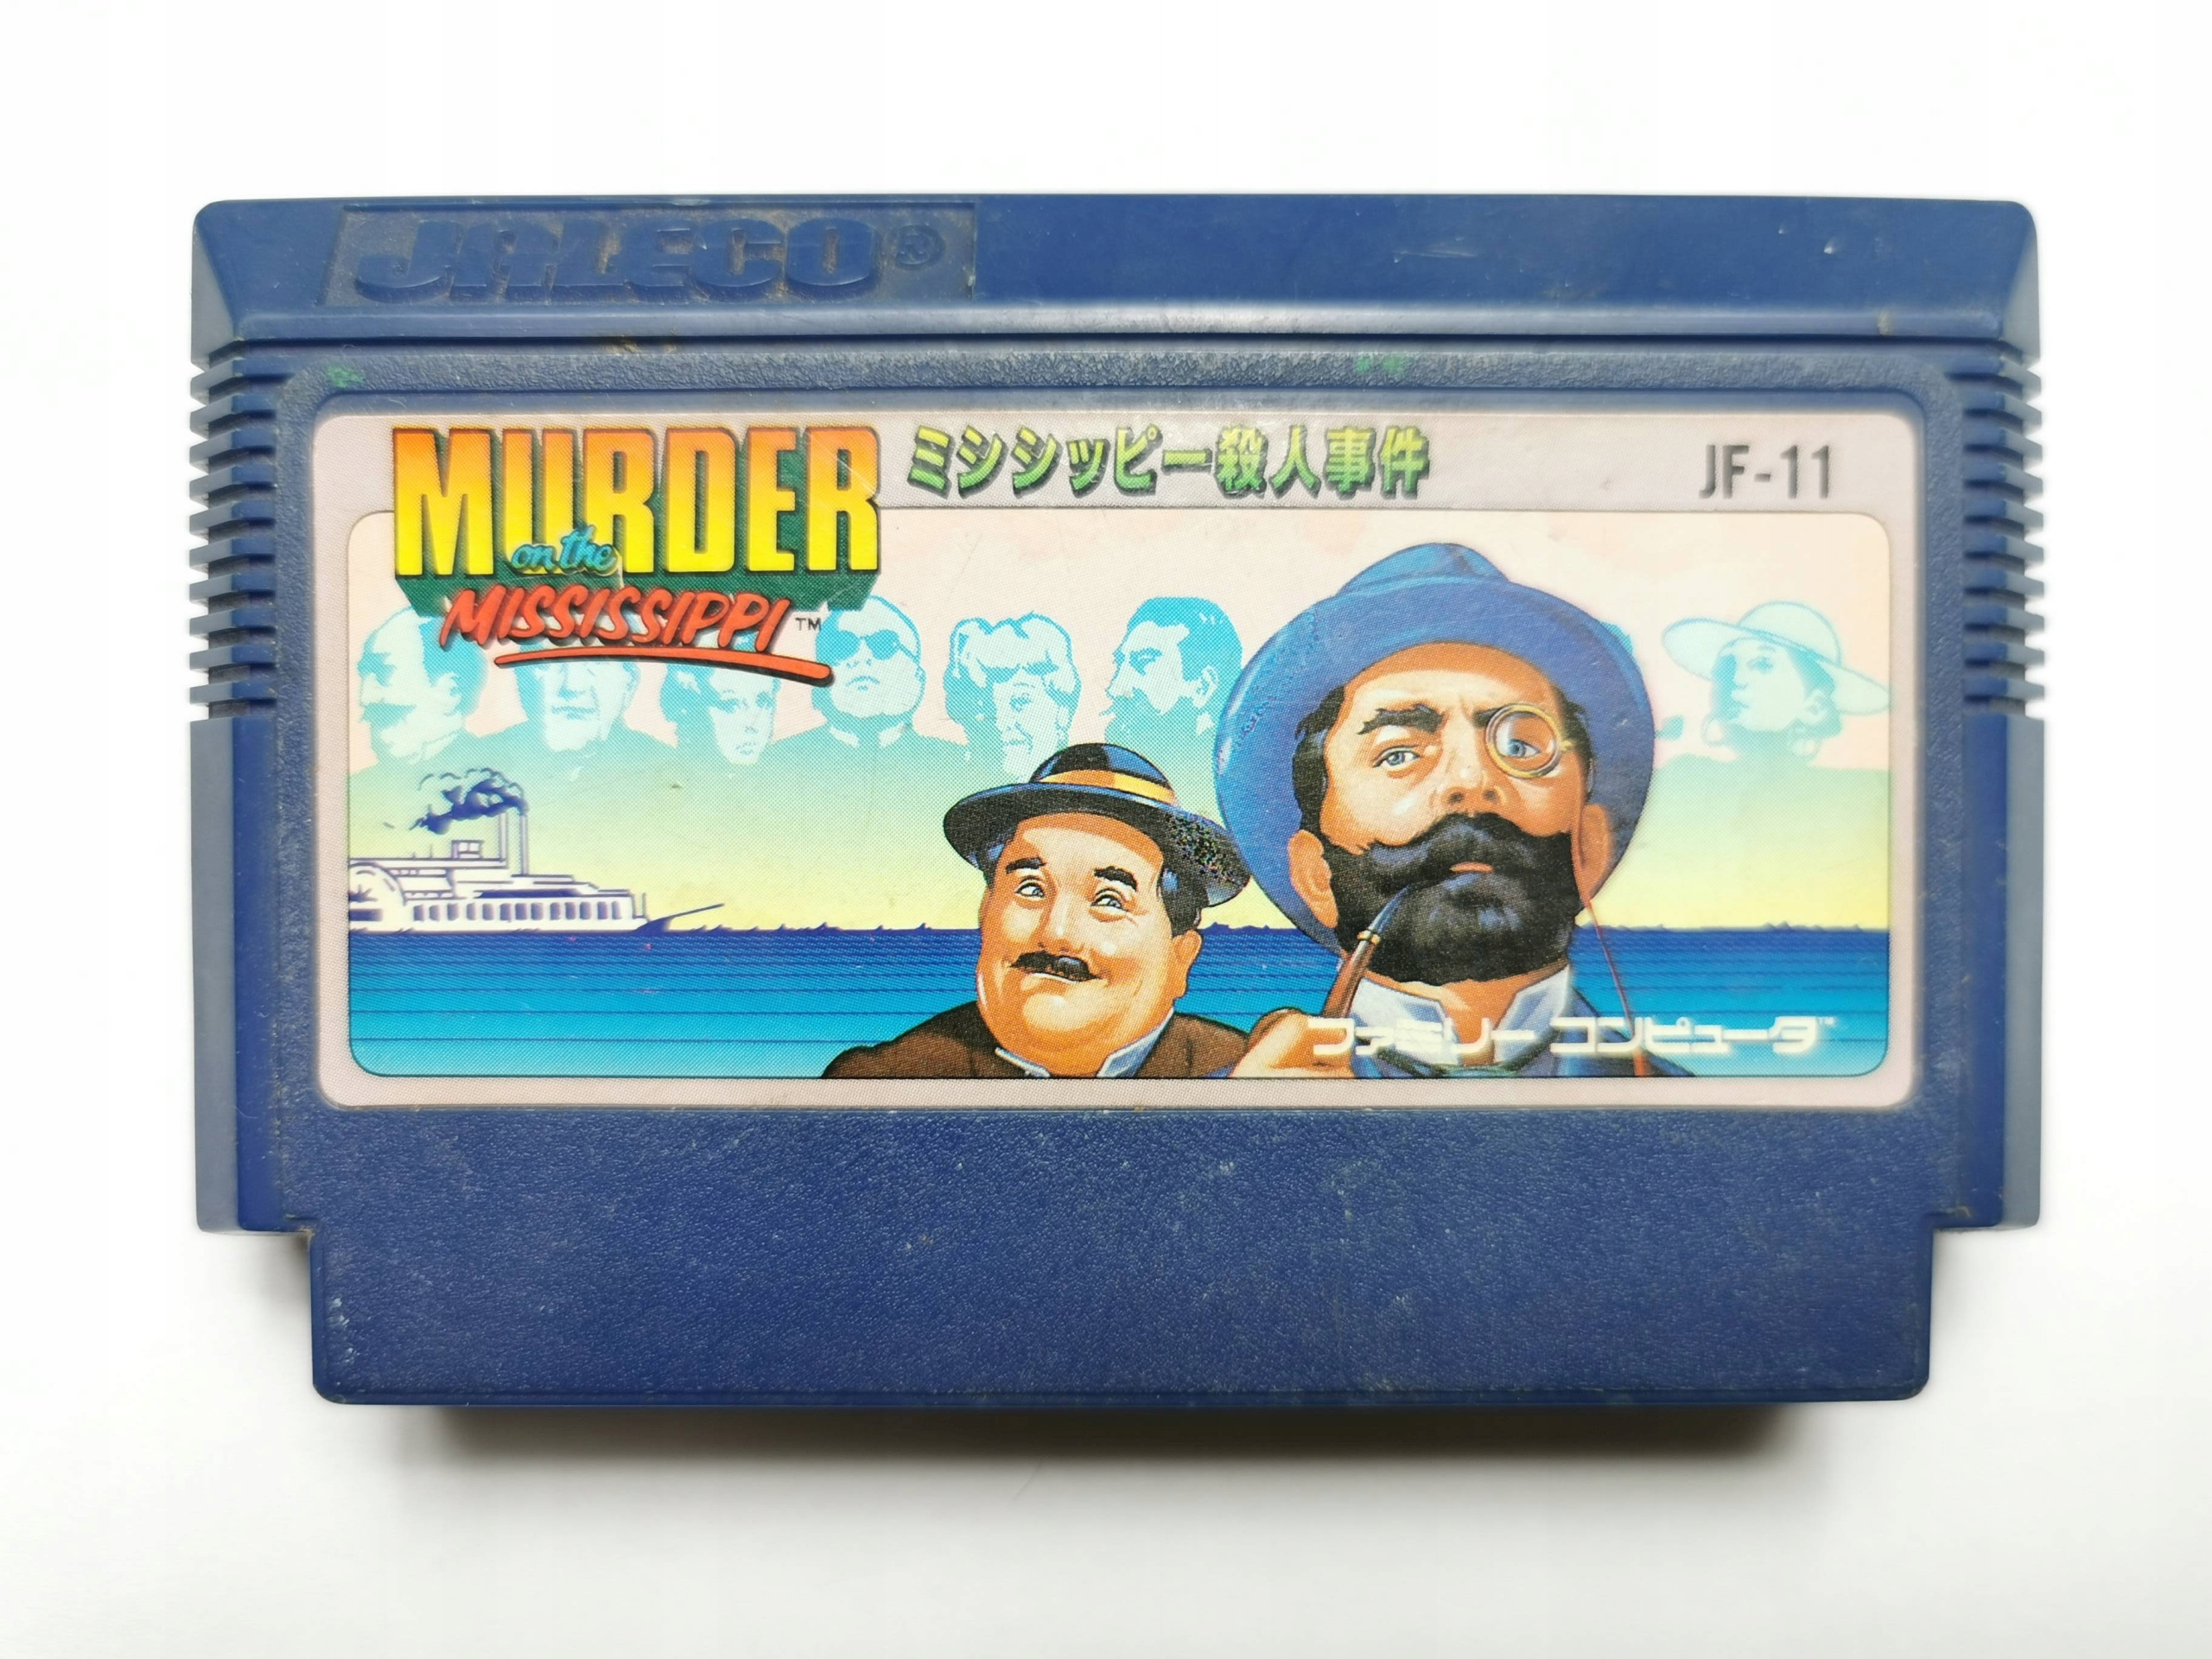 JALECO®
MURDER
on the
MISSISSIPPI™
ミシシッピー殺人事件
JF-11
ファミリー コンピュータ™